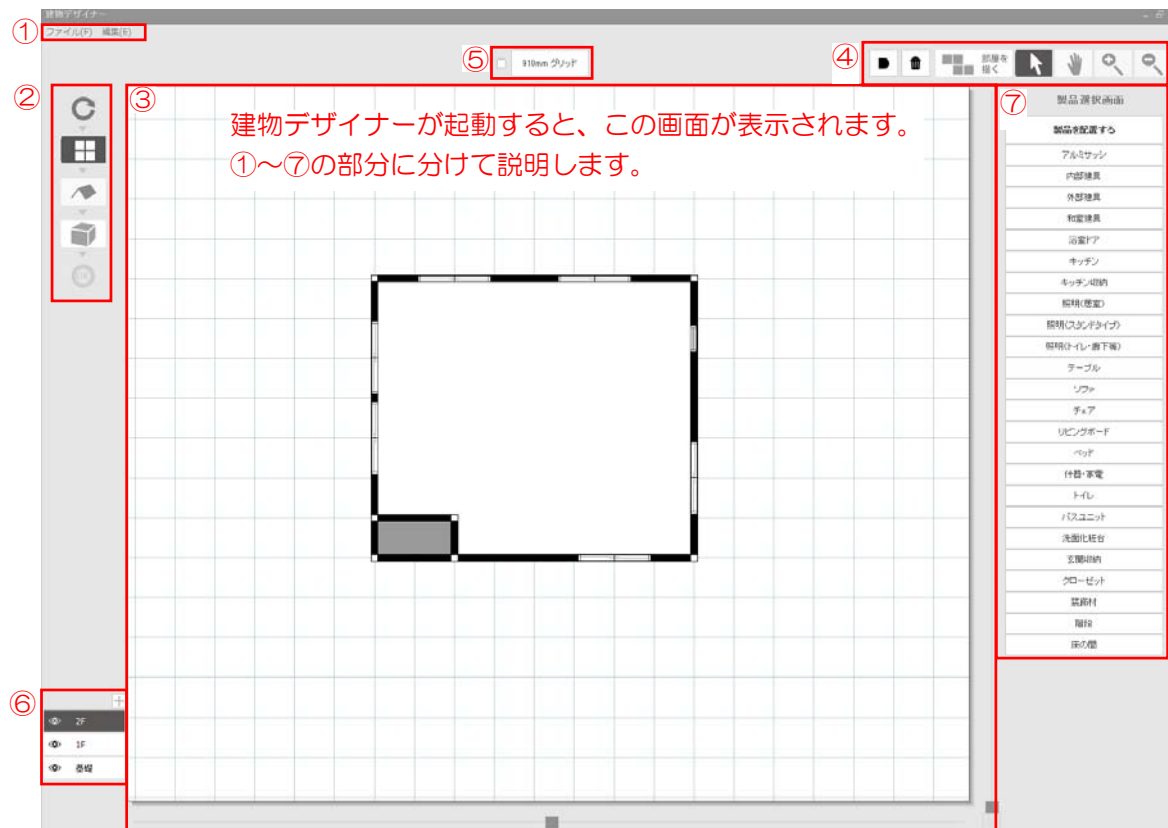 建物デザイナー
① ファイル(F) 編集(E)
⑤ 910mm グリッド
④ 部屋を
描く
②
③
建物デザイナーが起動すると、この画面が表示されます。
①～⑦の部分に分けて説明します。
⑦ 製品選択画面
製品を配置する
アルミサッシ
内部建具
外部建具
和室建具
浴室ドア
キッチン
キッチン収納
照明(居室)
照明(スタンドタイプ)
照明(トイレ・廊下等)
テーブル
ソファ
チェア
リビングボード
ベッド
什器・家電
トイレ
バスユニット
洗面化粧台
玄関収納
クローゼット
装飾材
階段
床の間
⑥
2F
1F
基礎